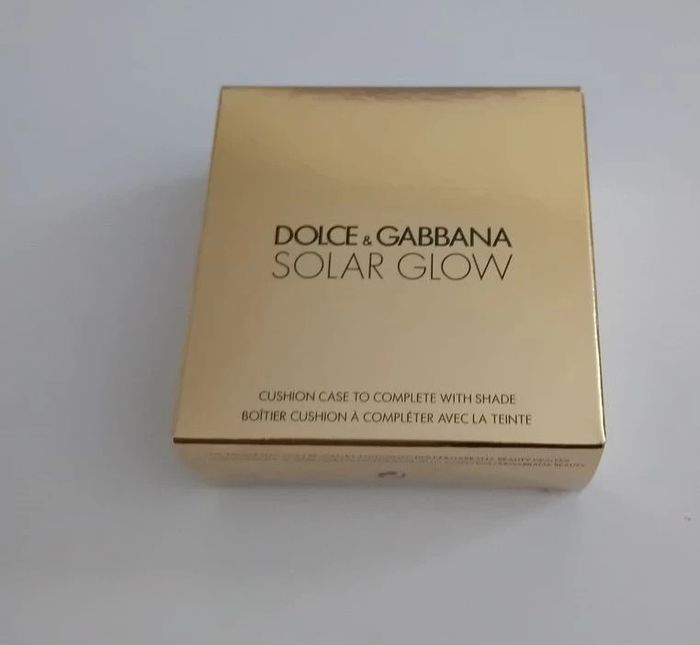 DOLCE & GABBANA
SOLAR GLOW
CUSHION CASE TO COMPLETE WITH SHADE
BOÎTIER CUSHION À COMPLÉTER AVEC LA TEINTE